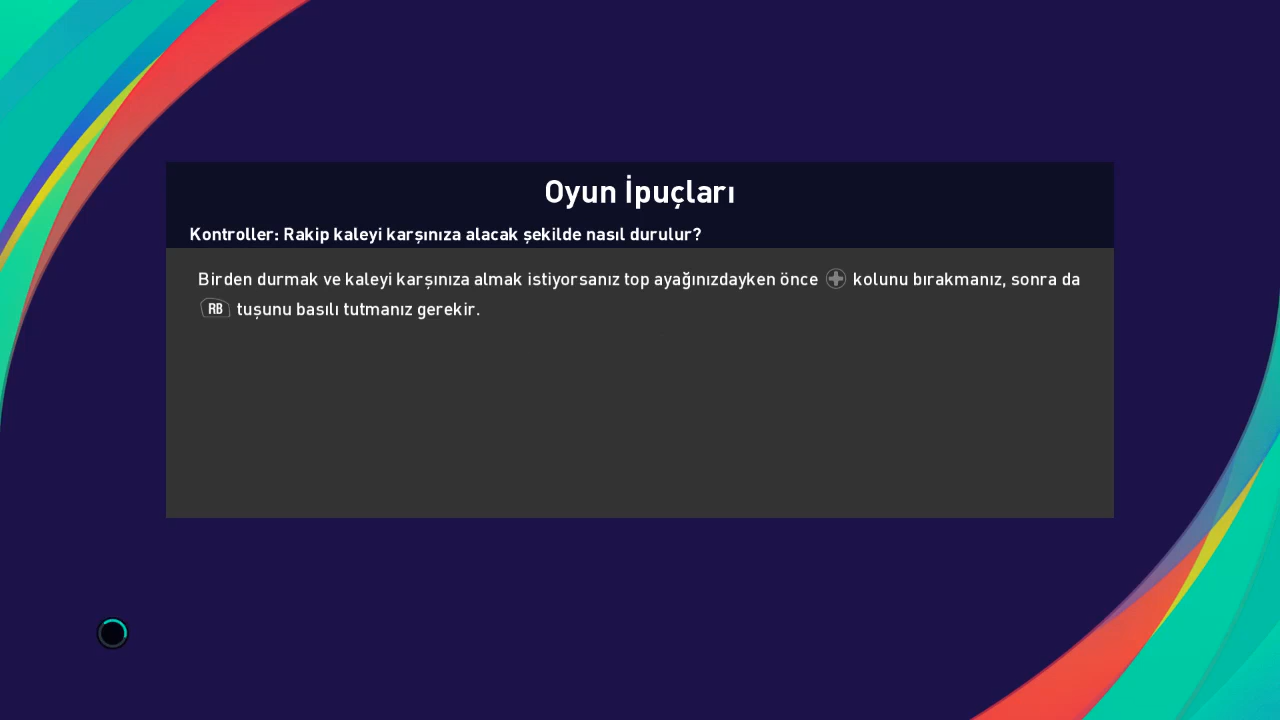 Oyun İpuçları
Kontroller: Rakip kaleyi karşınıza alacak şekilde nasıl durulur?
Birden durmak ve kaleyi karşınıza almak istiyorsanız top ayağınızdayken önce kolunu bırakmanız, sonra da
RB tuşunu basılı tutmanız gerekir.